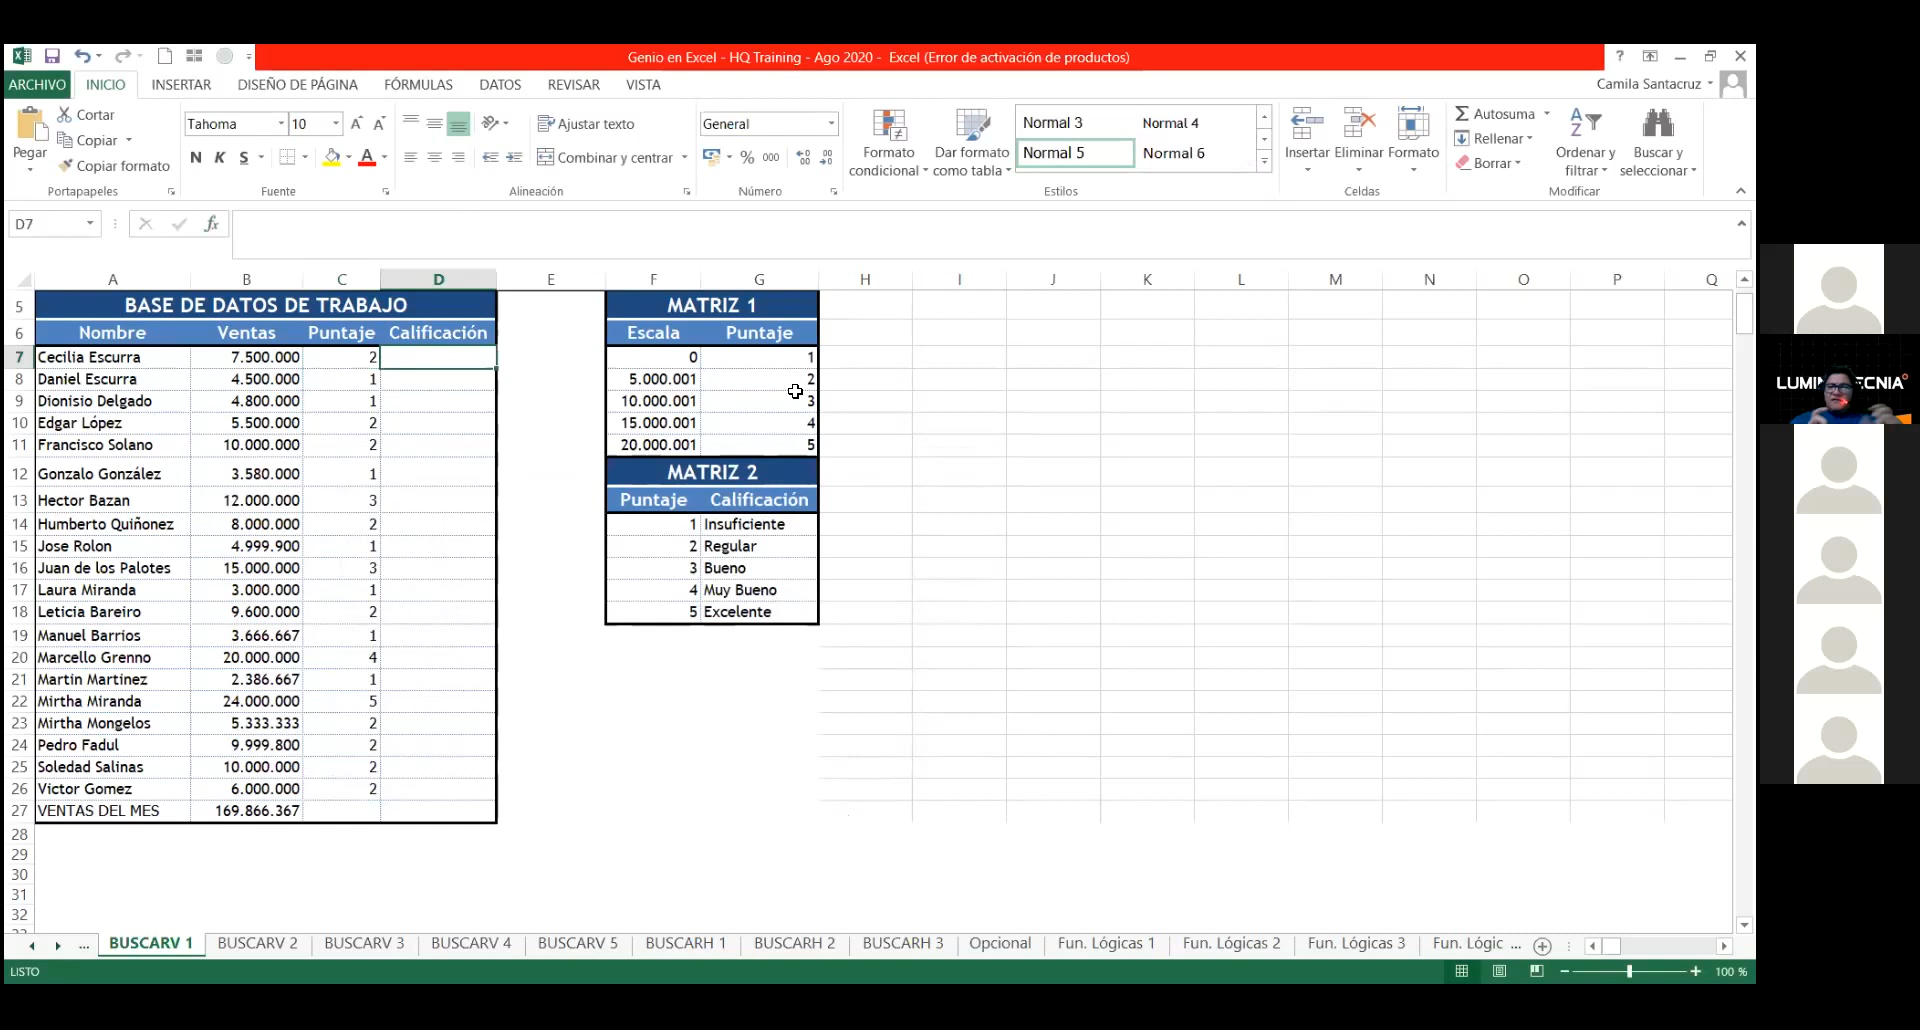 Genio en Excel - HQ Training - Ago 2020 - Excel (Error de activación de productos)
ARCHIVO INICIO INSERTAR DISEÑO DE PÁGINA FÓRMULAS DATOS REVISAR VISTA Camila Santacruz
Pegar Cortar Copiar Copiar formato
Portapapeles
Tahoma 10
N K S A
Fuente
Ajustar texto
Combinar y centrar
Alineación
General
% 000
Número
Formato condicional
Dar formato como tabla
Normal 3 Normal 4
Normal 5 Normal 6
Estilos
Insertar Eliminar Formato
Celdas
Autosuma
Rellenar
Borrar
Ordenar y filtrar
Buscar y seleccionar
Modificar
D7 fx
A B C D E F G H I J K L M N O P Q
5 BASE DE DATOS DE TRABAJO MATRIZ 1
6 Nombre Ventas Puntaje Calificación Escala Puntaje
7 Cecilia Escurra 7.500.000 2 0 1
8 Daniel Escurra 4.500.000 1 5.000.001 2
9 Dionisio Delgado 4.800.000 1 10.000.001 3
10 Edgar López 5.500.000 2 15.000.001 4
11 Francisco Solano 10.000.000 2 20.000.001 5
12 Gonzalo González 3.580.000 1 MATRIZ 2
13 Hector Bazan 12.000.000 3 Puntaje Calificación
14 Humberto Quiñonez 8.000.000 2 1 Insuficiente
15 Jose Rolon 4.999.900 1 2 Regular
16 Juan de los Palotes 15.000.000 3 3 Bueno
17 Laura Miranda 3.000.000 1 4 Muy Bueno
18 Leticia Bareiro 9.600.000 2 5 Excelente
19 Manuel Barrios 3.666.667 1
20 Marcello Grenno 20.000.000 4
21 Martin Martinez 2.386.667 1
22 Mirtha Miranda 24.000.000 5
23 Mirtha Mongelos 5.333.333 2
24 Pedro Fadul 9.999.800 2
25 Soledad Salinas 10.000.000 2
26 Victor Gomez 6.000.000 2
27 VENTAS DEL MES 169.866.367
28
29
30
31
32
... BUSCARV 1 BUSCARV 2 BUSCARV 3 BUSCARV 4 BUSCARV 5 BUSCARH 1 BUSCARH 2 BUSCARH 3 Opcional Fun. Lógicas 1 Fun. Lógicas 2 Fun. Lógicas 3 Fun. Lógic ...
LISTO 100 %